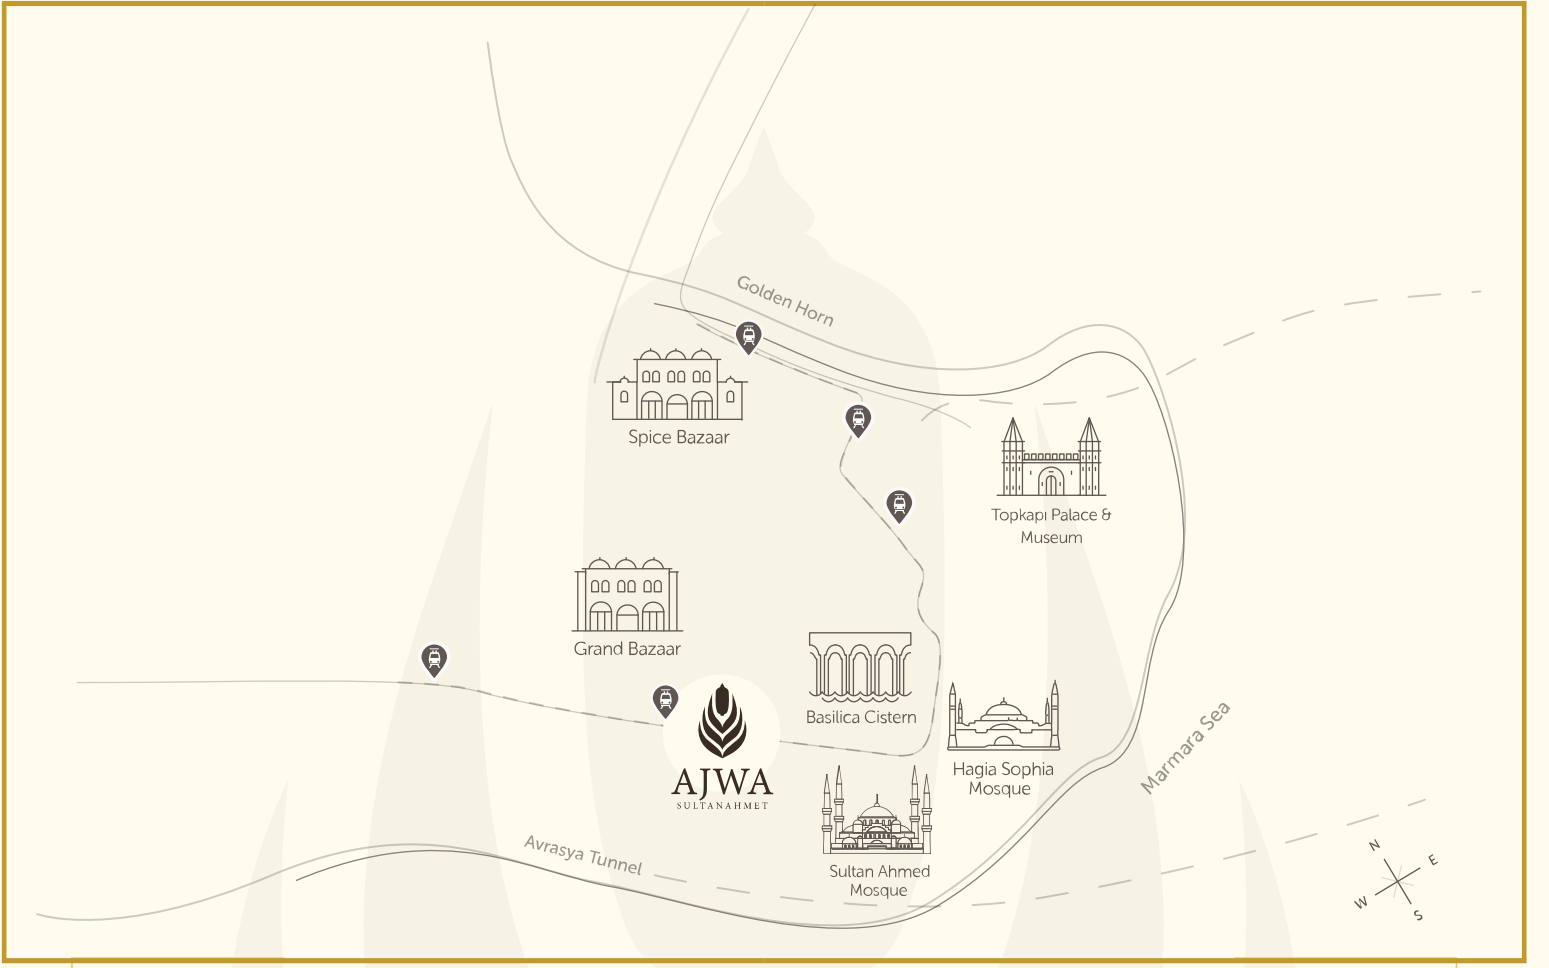 Golden Horn
Spice Bazaar
Topkapı Palace &
Museum
Grand Bazaar
Basilica Cistern
Marmara Sea
Hagia Sophia
Mosque
AJWA
SULTANAHMET
Avrasya Tunnel
Sultan Ahmed
Mosque
N
E
W
S